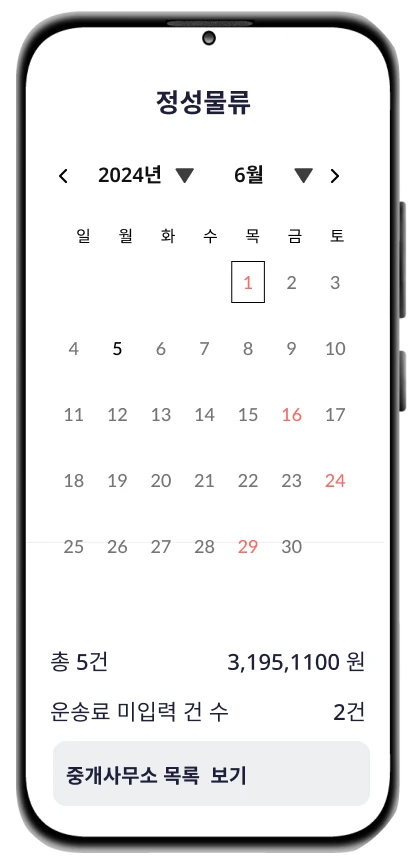 정성물류
< 2024년 ▼ 6월 ▼ >
일 월 화 수 목 금 토
1 2 3
4 5 6 7 8 9 10
11 12 13 14 15 16 17
18 19 20 21 22 23 24
25 26 27 28 29 30
총 5건 3,195,1100 원
운송료 미입력 건 수 2건
중개사무소 목록 보기